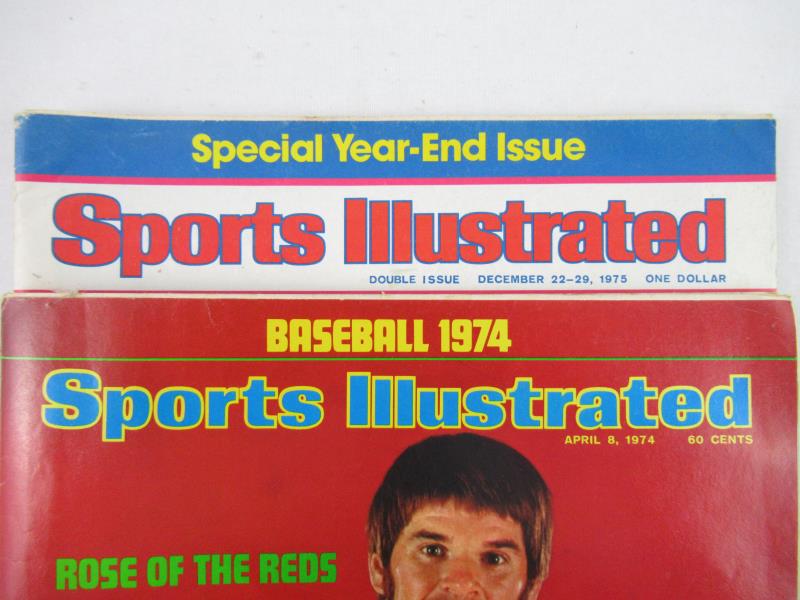 Special Year-End Issue
Sports Illustrated
DOUBLE ISSUE DECEMBER 22-29, 1975 ONE DOLLAR
BASEBALL 1974
Sports Illustrated
APRIL 8, 1974 60 CENTS
ROSE OF THE REDS